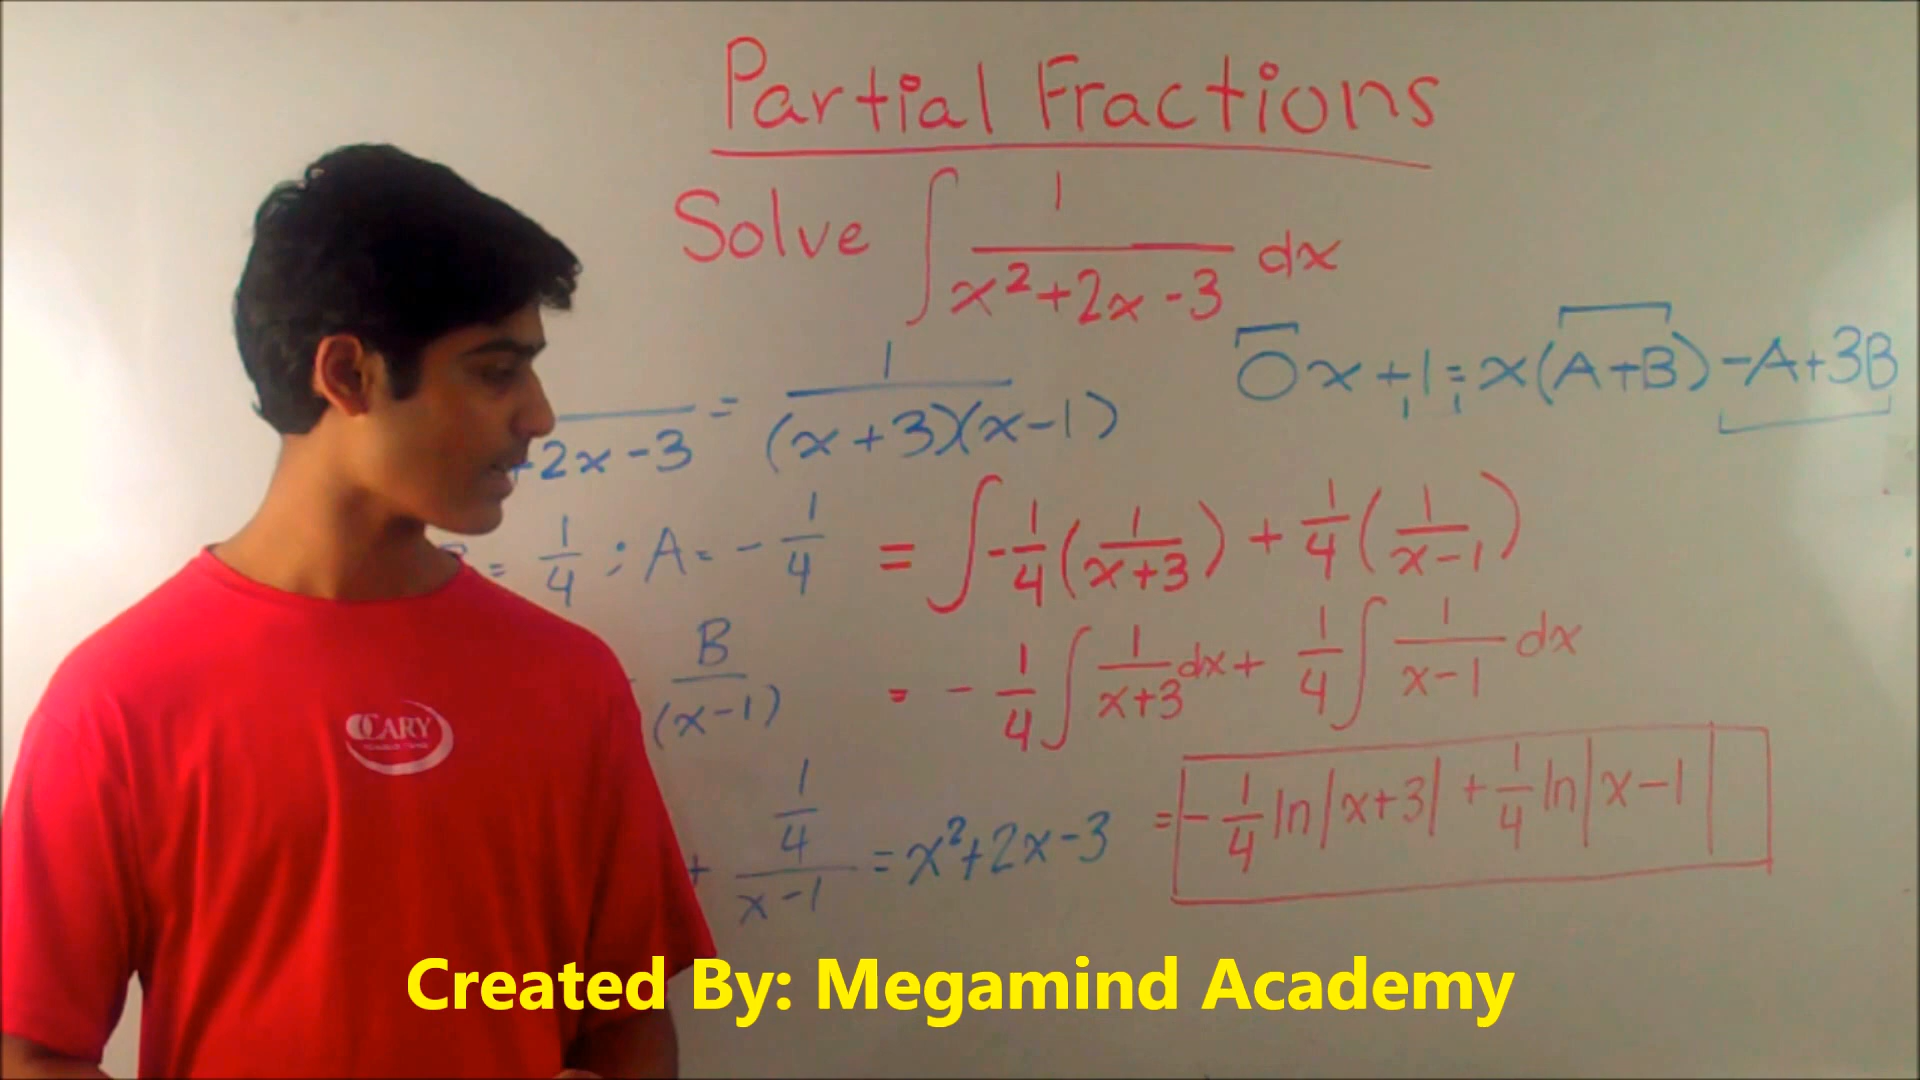 Partial Fractions
Solve ∫ 1/(x²+2x-3) dx
0x+1=x(A+B)-A+3B
+2x-3 = 1/((x+3)(x-1))
= 1/4 ; A = -1/4
= ∫ -1/4 (1/(x+3)) + 1/4 (1/(x-1))
B/(x-1)
= -1/4 ∫ 1/(x+3) dx + 1/4 ∫ 1/(x-1) dx
+ (1/4)/(x-1) = x²+2x-3
= -1/4 ln|x+3| + 1/4 ln|x-1|
CARY
Created By: Megamind Academy